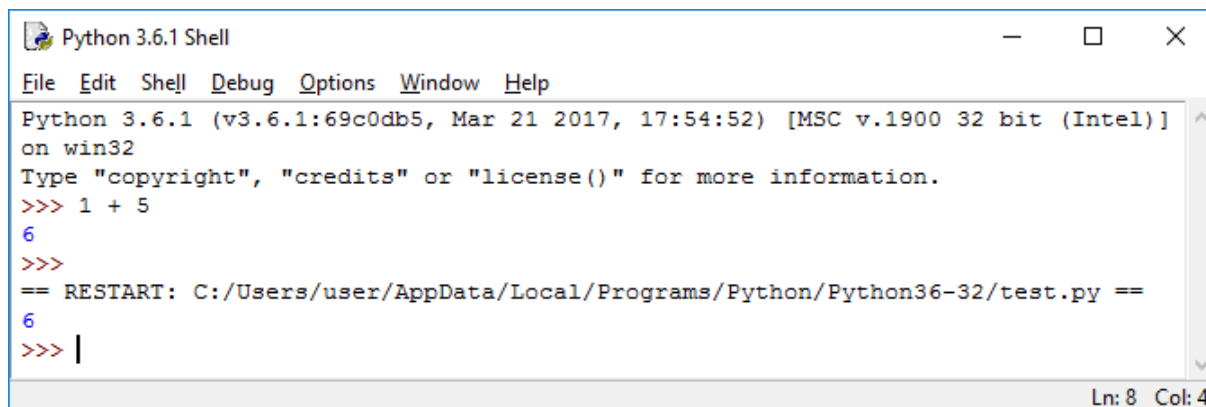 Python 3.6.1 Shell
File Edit Shell Debug Options Window Help
Python 3.6.1 (v3.6.1:69c0db5, Mar 21 2017, 17:54:52) [MSC v.1900 32 bit (Intel)]
on win32
Type "copyright", "credits" or "license()" for more information.
>>> 1 + 5
6
>>>
== RESTART: C:/Users/user/AppData/Local/Programs/Python/Python36-32/test.py ==
6
>>>
Ln: 8 Col: 4